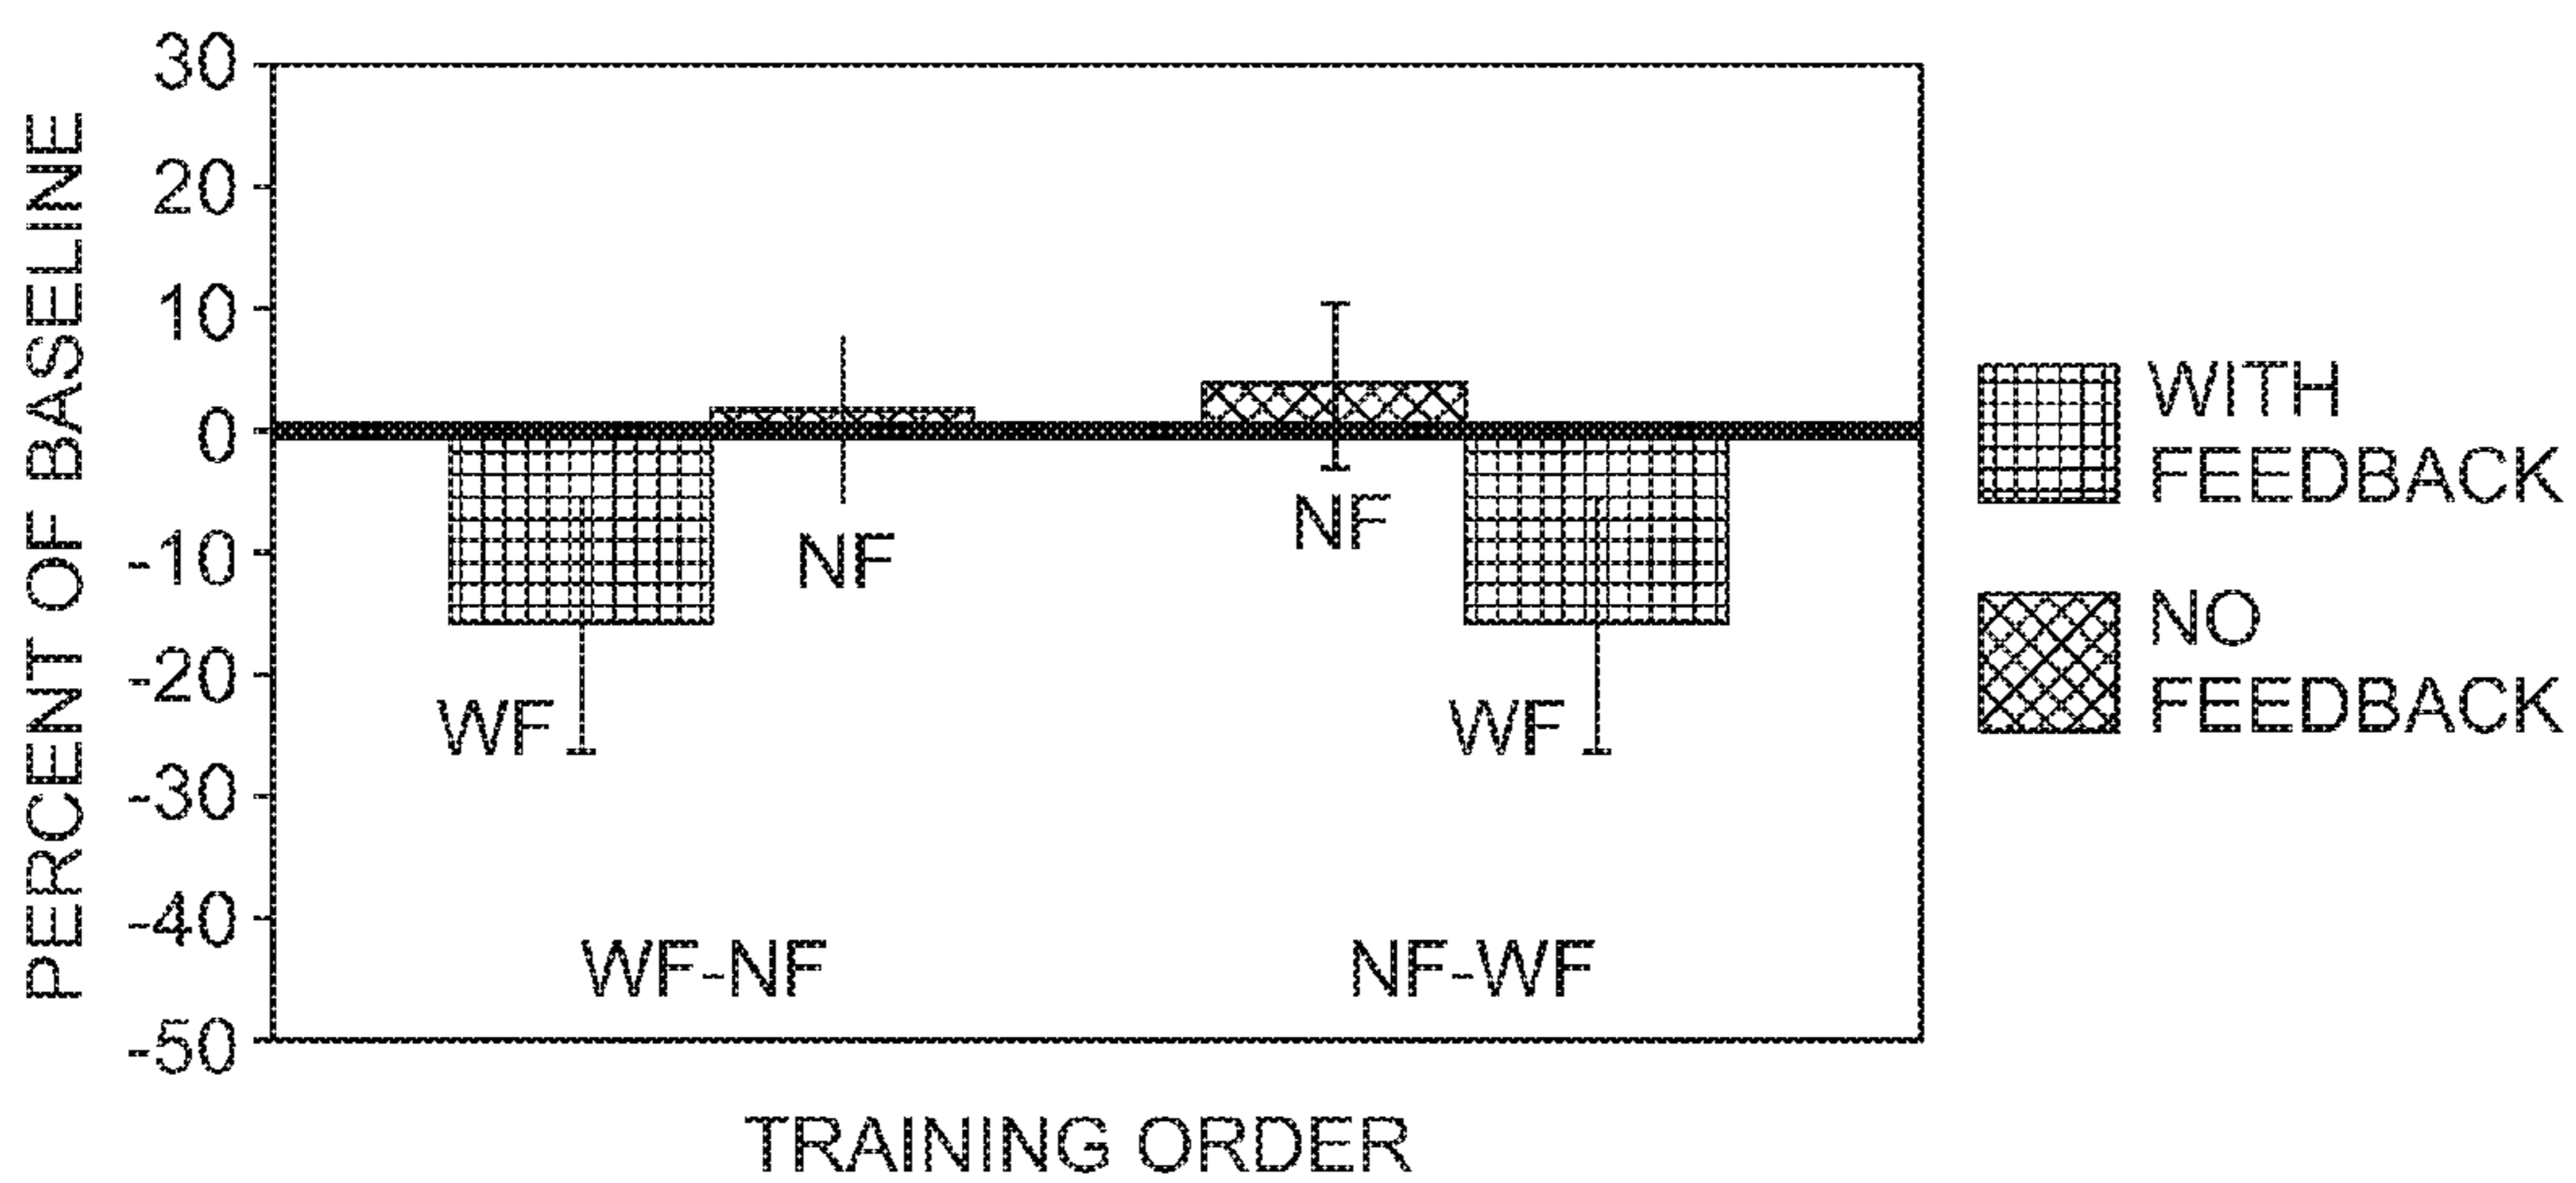 PERCENT OF BASELINE
30
20
10
0
-10
-20
-30
-40
-50
NF
NF
WF
WF
WF-NF
NF-WF
TRAINING ORDER
WITH
FEEDBACK
NO
FEEDBACK